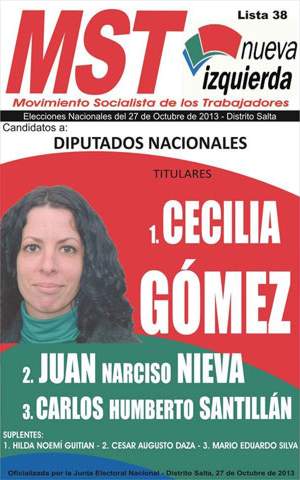 MST
Lista 38
nueva
izquierda
Movimiento Socialista de los Trabajadores
Elecciones Nacionales del 27 de Octubre de 2013 - Distrito Salta
Candidatos a:
DIPUTADOS NACIONALES
TITULARES
1. CECILIA
GÓMEZ
2. JUAN NARCISO NIEVA
3. CARLOS HUMBERTO SANTILLÁN
SUPLENTES:
1. HILDA NOEMÍ GUITIAN - 2. CESAR AUGUSTO DAZA - 3. MARIO EDUARDO SILVA
Oficializada por la Junta Electoral Nacional - Distrito Salta, 27 de Octubre de 2013